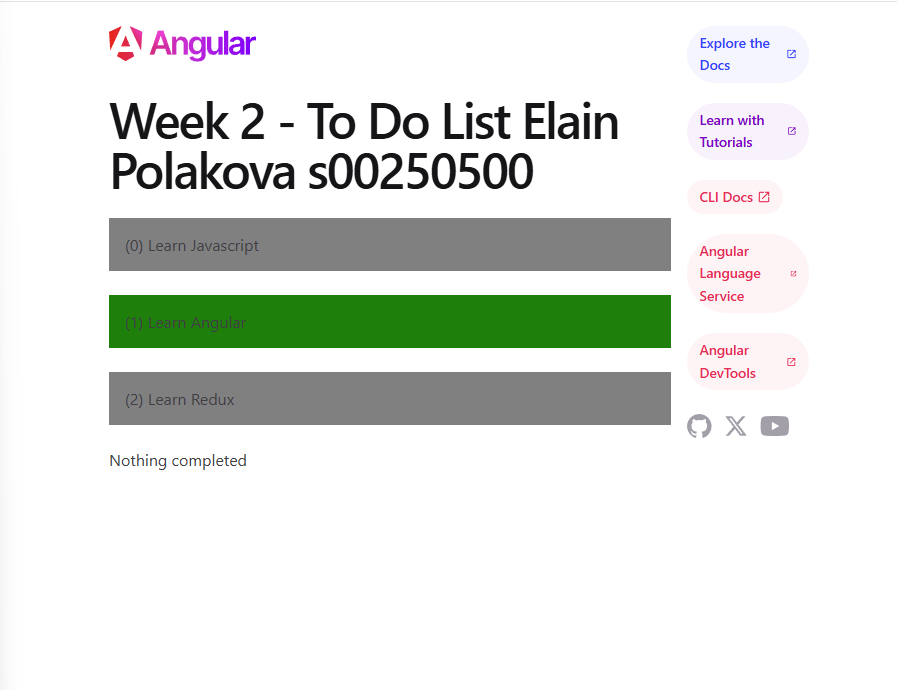 Angular
Week 2 - To Do List Elain
Polakova s00250500
(0) Learn Javascript
(1) Learn Angular
(2) Learn Redux
Nothing completed
Explore the
Docs
Learn with
Tutorials
CLI Docs
Angular
Language
Service
Angular
DevTools